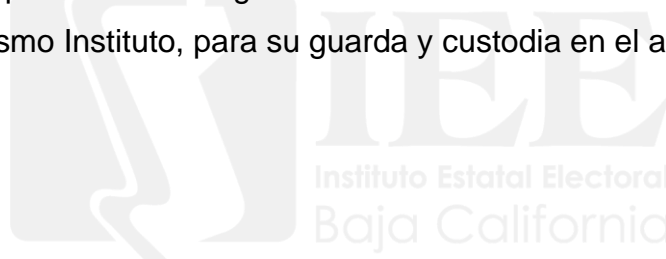 smo Instituto, para su guarda y custodia en el a
IEE
Instituto Estatal Electoral
Baja California